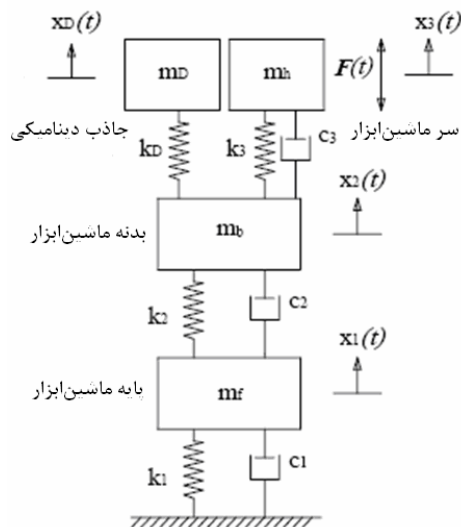 xD(t)
x3(t)
mD
mh
F(t)
جاذب دینامیکی
kD
k3
c3
سر ماشین‌ابزار
x2(t)
بدنه ماشین‌ابزار
mb
k2
c2
x1(t)
پایه ماشین‌ابزار
mf
k1
c1